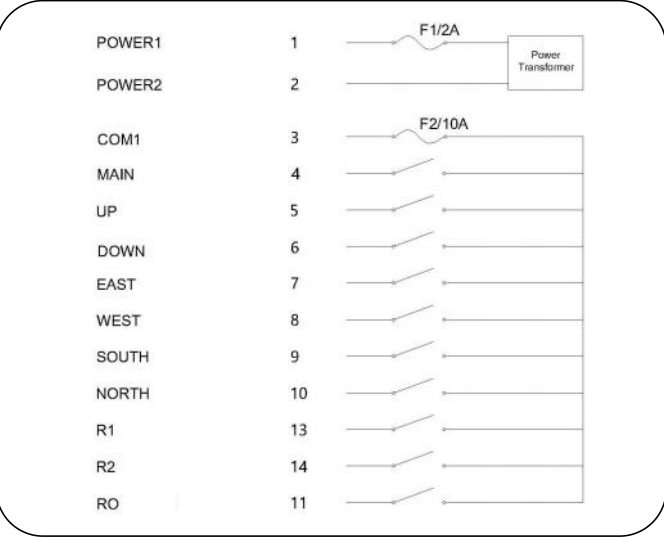 F1/2A
POWER1 1
Power
Transformer
POWER2 2
F2/10A
COM1 3
MAIN 4
UP 5
DOWN 6
EAST 7
WEST 8
SOUTH 9
NORTH 10
R1 13
R2 14
RO 11